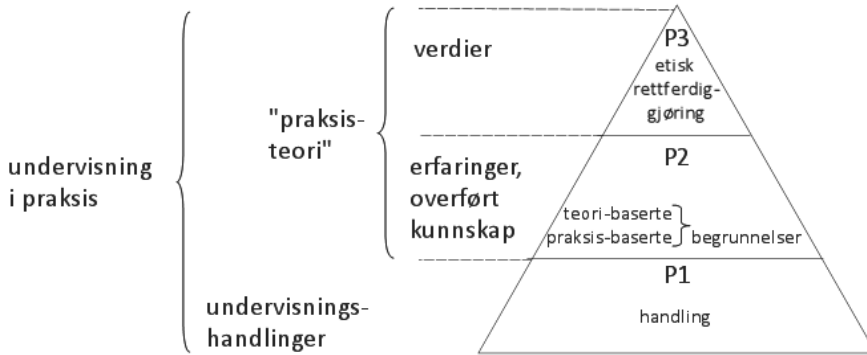 verdier
"praksis-
teori"
undervisning
i praksis
erfaringer,
overført
kunnskap
undervisnings-
handlinger
P3
etisk
rettferdig-
gjøring
P2
teori-baserte
praksis-baserte
begrunnelser
P1
handling